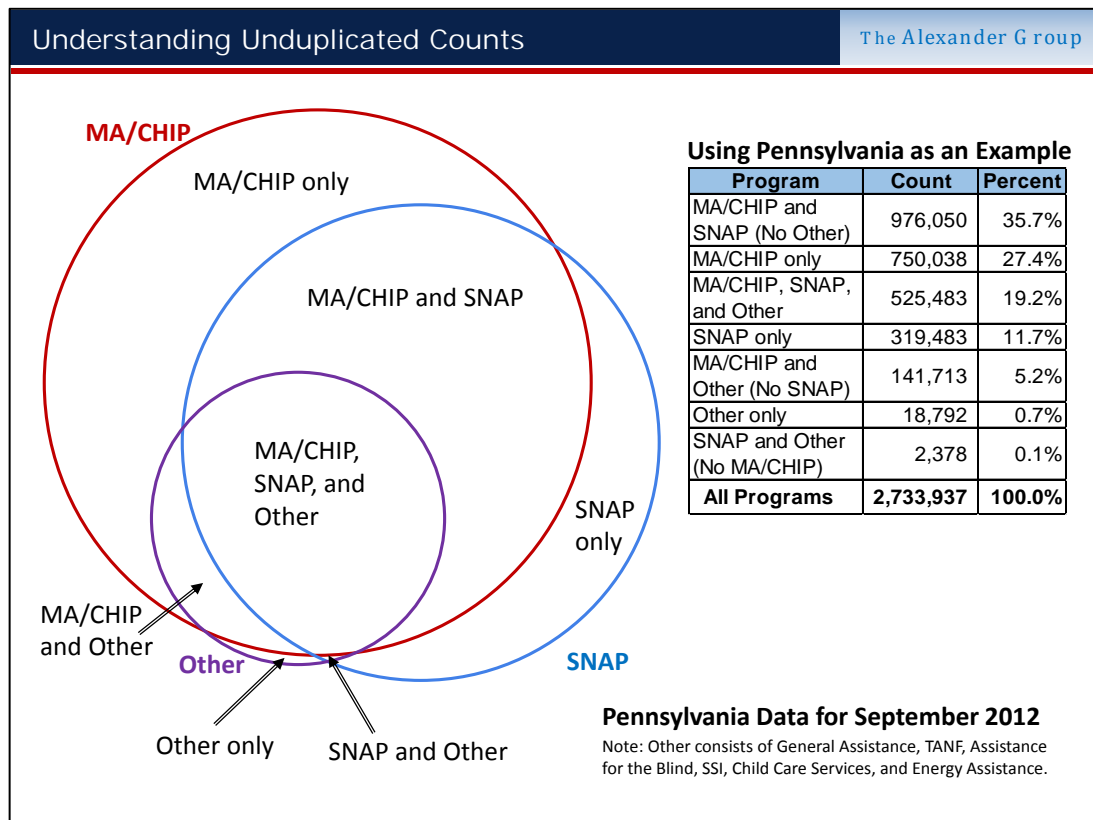 Understanding Unduplicated Counts
The Alexander Group
MA/CHIP
MA/CHIP only
MA/CHIP and SNAP
MA/CHIP,
SNAP, and
Other
SNAP
only
MA/CHIP
and Other
Other
SNAP
Other only
SNAP and Other
Using Pennsylvania as an Example
Program Count Percent
MA/CHIP and
SNAP (No Other) 976,050 35.7%
MA/CHIP only 750,038 27.4%
MA/CHIP, SNAP,
and Other 525,483 19.2%
SNAP only 319,483 11.7%
MA/CHIP and
Other (No SNAP) 141,713 5.2%
Other only 18,792 0.7%
SNAP and Other
(No MA/CHIP) 2,378 0.1%
All Programs 2,733,937 100.0%
Pennsylvania Data for September 2012
Note: Other consists of General Assistance, TANF, Assistance
for the Blind, SSI, Child Care Services, and Energy Assistance.